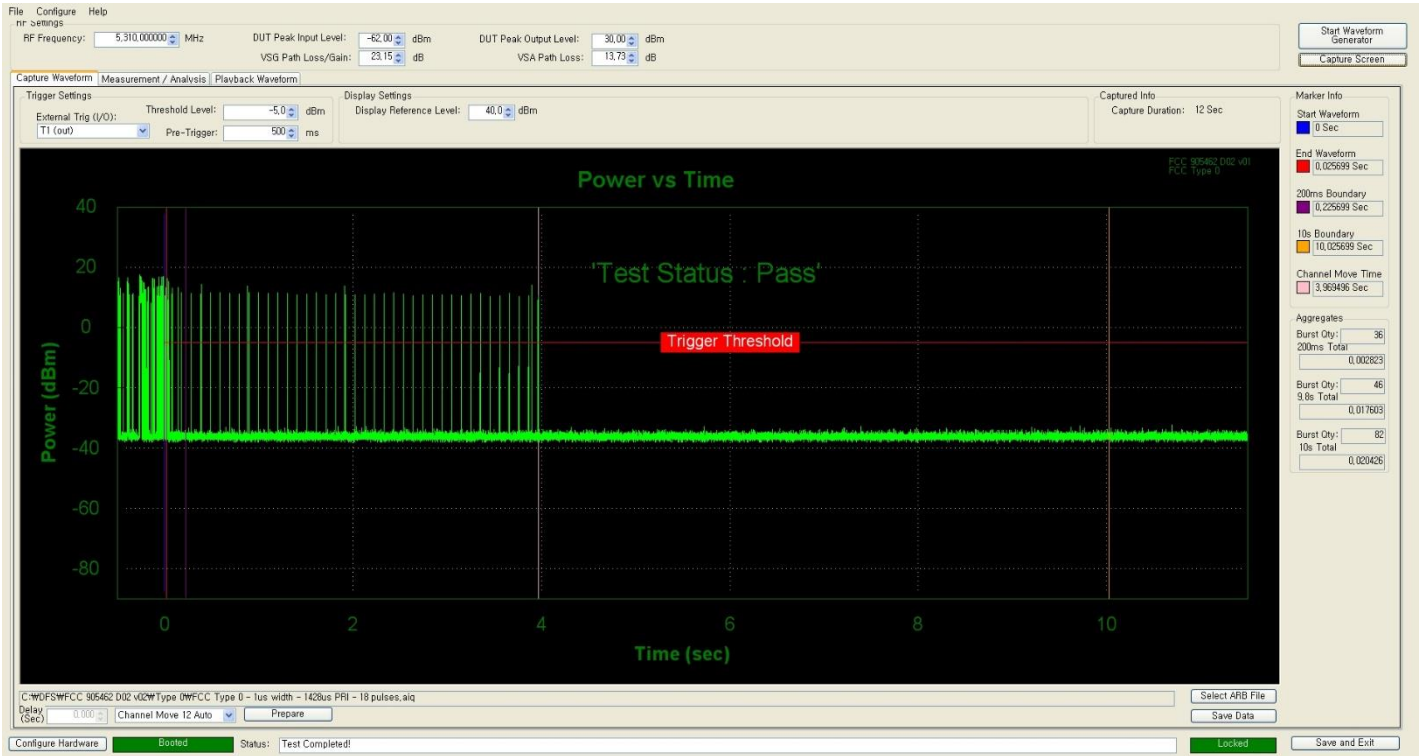 File Configure Help
RF Settings
RF Frequency: 5,310,000000 MHz DUT Peak Input Level: -62,00 dBm DUT Peak Output Level: 30,00 dBm
VSG Path Loss/Gain: 23,15 dB VSA Path Loss: 13,73 dB
Start Waveform Generator
Capture Screen
Capture Waveform Measurement / Analysis Playback Waveform
Trigger Settings
External Trig (I/O): Threshold Level: -5,0 dBm
T1 (out) Pre-Trigger: 500 ms
Display Settings
Display Reference Level: 40,0 dBm
Captured Info
Capture Duration: 12 Sec
Marker Info
Start Waveform
0 Sec
End Waveform
0,025699 Sec
200ms Boundary
0,225699 Sec
10s Boundary
10,025699 Sec
Channel Move Time
3,969496 Sec
Aggregates
Burst Qty: 36
200ms Total
0,002823
Burst Qty: 46
9,8s Total
0,017603
Burst Qty: 82
10s Total
0,020426
FCC 905462 D02 v01
FCC Type 0
Power vs Time
'Test Status : Pass'
Trigger Threshold
Power (dBm)
40
20
0
-20
-40
-60
-80
0 2 4 6 8 10
Time (sec)
C:₩DFS₩FCC 905462 D02 v02₩Type 0₩FCC Type 0 - 1us width - 1428us PRI - 18 pulses,aiq
Select ARB File
Delay (Sec) 0.000 Channel Move 12 Auto Prepare
Save Data
Configure Hardware Booted Status: Test Completed! Locked Save and Exit